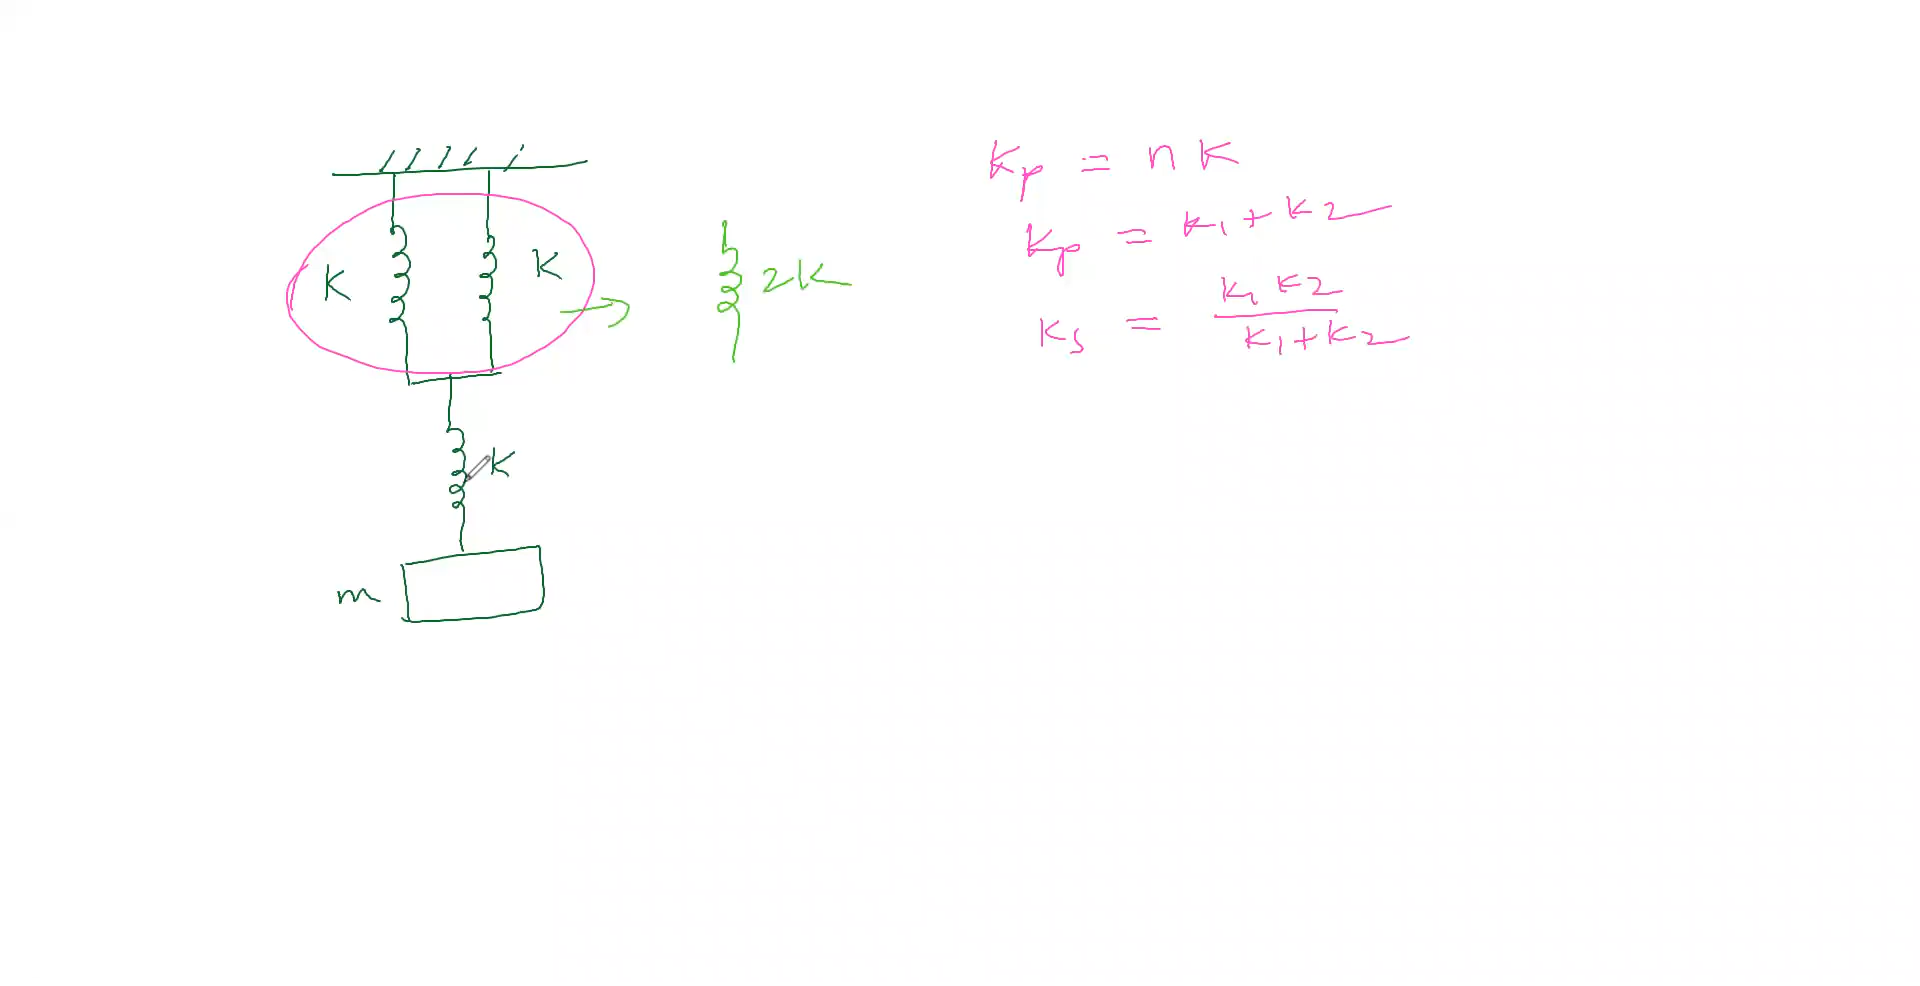 K K
2K
K
m
Kp = nK
Kp = K1 + K2
Ks = K1 K2 / K1 + K2